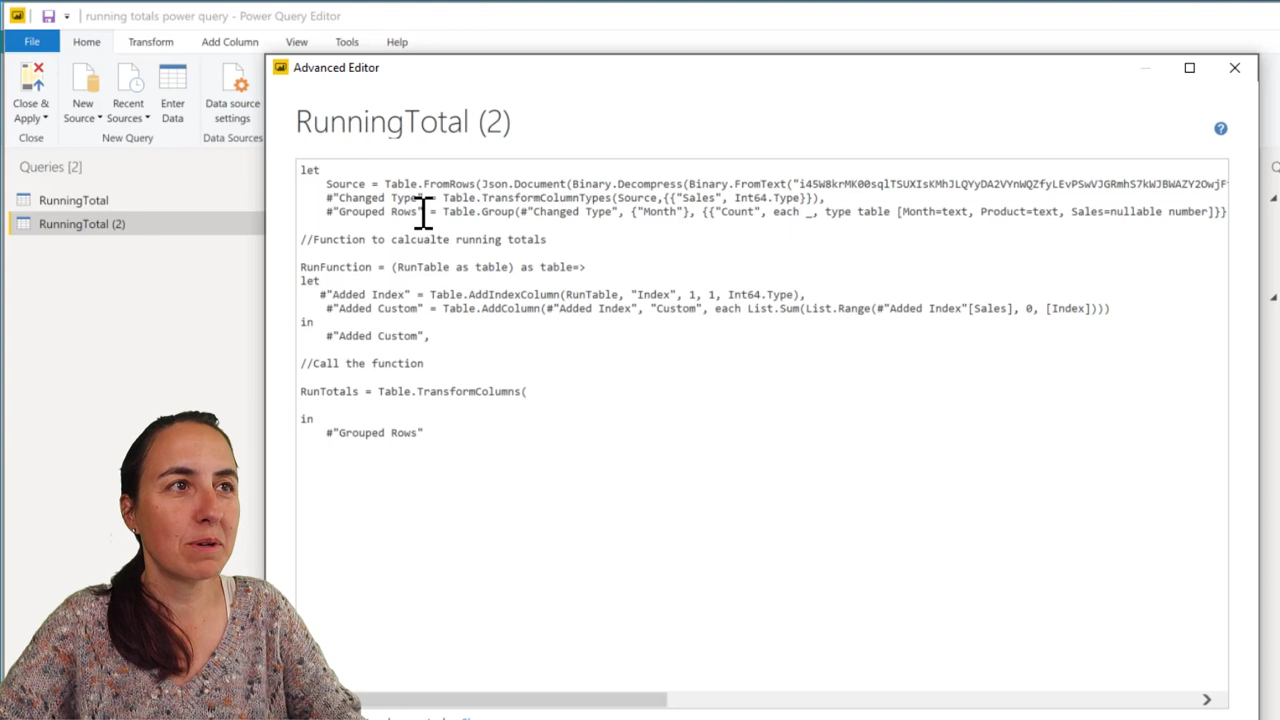 running totals power query - Power Query Editor
File Home Transform Add Column View Tools Help
Close & Apply New Source Recent Sources Enter Data Data source settings
Close New Query Data Sources
Queries [2]
RunningTotal
RunningTotal (2)
Advanced Editor
RunningTotal (2)
let
Source = Table.FromRows(Json.Document(Binary.Decompress(Binary.FromText("i45W8krMK00sqlTSUXIsKMhJLQYyDA2VYnWQZfyLEvPSwVJGRmhS7kWJBWAZY2OwjF
#"Changed Type" = Table.TransformColumnTypes(Source,{{"Sales", Int64.Type}}),
#"Grouped Rows" = Table.Group(#"Changed Type", {"Month"}, {{"Count", each _, type table [Month=text, Product=text, Sales=nullable number]}}
//Function to calcualte running totals
RunFunction = (RunTable as table) as table=>
let
#"Added Index" = Table.AddIndexColumn(RunTable, "Index", 1, 1, Int64.Type),
#"Added Custom" = Table.AddColumn(#"Added Index", "Custom", each List.Sum(List.Range(#"Added Index"[Sales], 0, [Index])))
in
#"Added Custom",
//Call the function
RunTotals = Table.TransformColumns(
in
#"Grouped Rows"